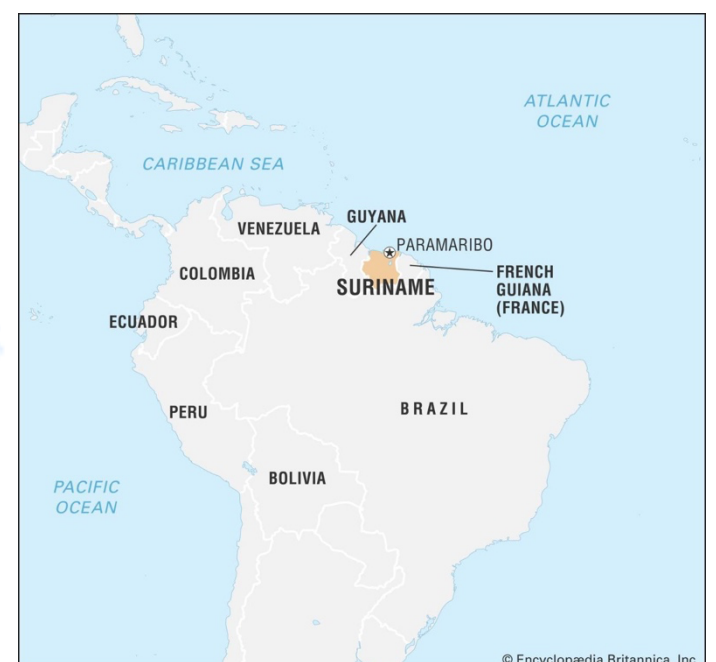 ATLANTIC
OCEAN
CARIBBEAN SEA
GUYANA
VENEZUELA
PARAMARIBO
COLOMBIA
FRENCH
GUIANA
(FRANCE)
SURINAME
ECUADOR
PERU
BRAZIL
BOLIVIA
PACIFIC
OCEAN
© Encyclopædia Britannica, Inc.